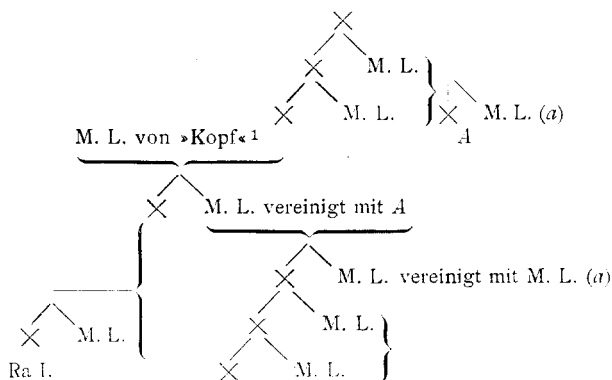 M. L.
M. L. M. L. (a)
A
M. L. von »Kopf« 1
M. L. vereinigt mit A
M. L. vereinigt mit M. L. (a)
M. L. M. L.
Ra I. M. L.